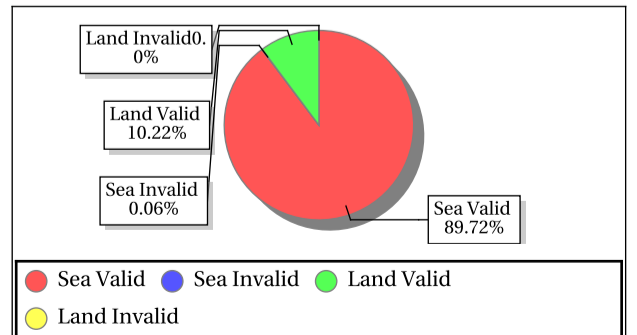 Land Invalid0.
0%
Land Valid
10.22%
Sea Invalid
0.06%
Sea Valid
89.72%
Sea Valid Sea Invalid Land Valid
Land Invalid